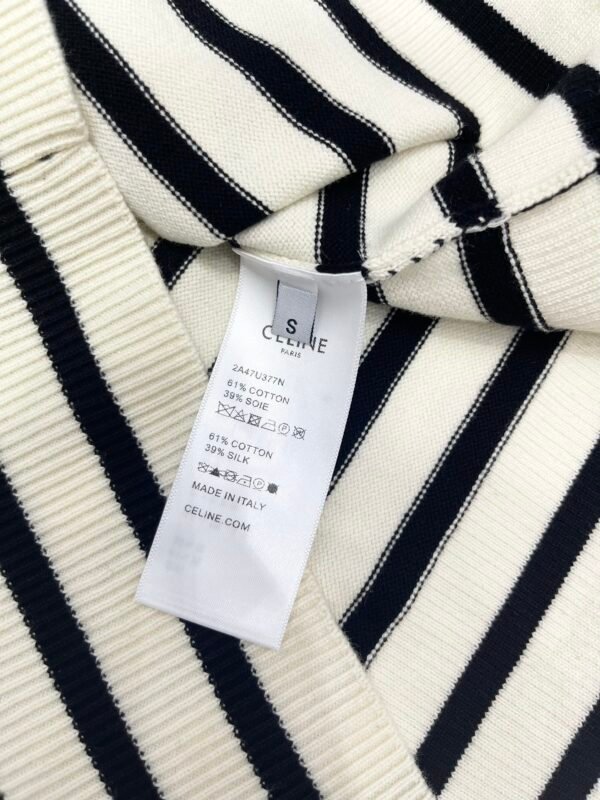 S
CELINE
PARIS
2A47U377N
61% COTTON
39% SOIE
61% COTTON
39% SILK
MADE IN ITALY
CELINE.COM